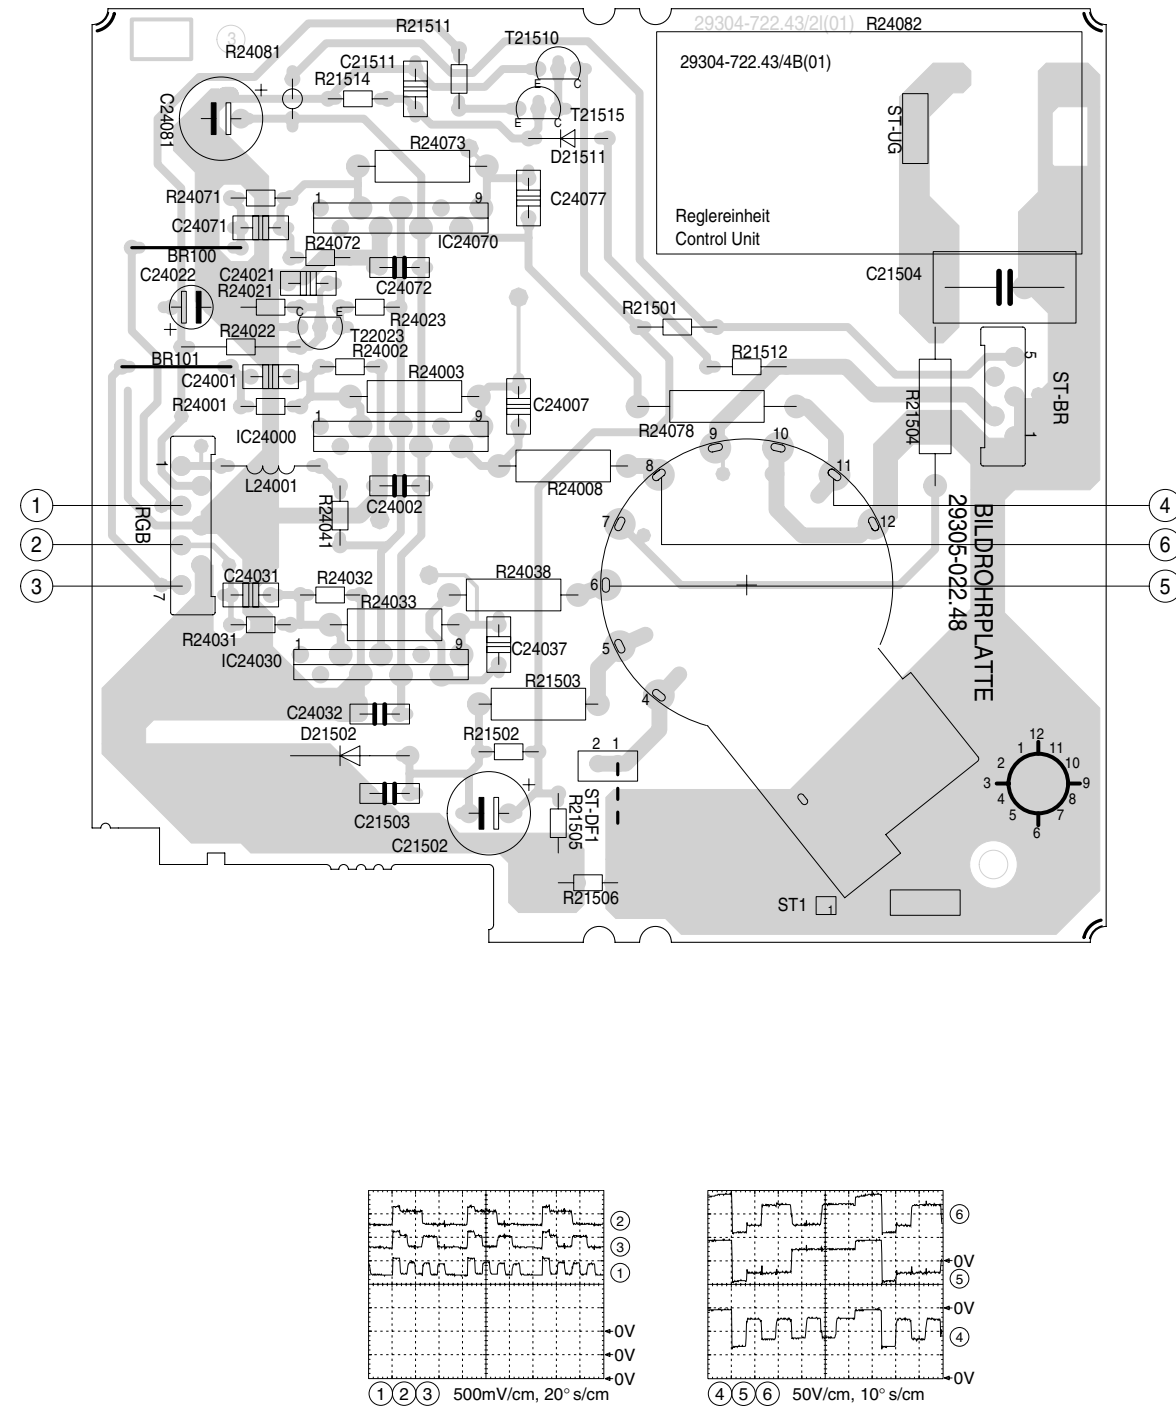 29304-722.43/2l(01)
R24082
3
R21511
T21510
R24081
C21511
R21514
29304-722.43/4B(01)
+
E
C
C24081
E
C
T21515
ST-UG
R24073
D21511
R24071
1
9
C24077
C24071
IC24070
Reglereinheit
Control Unit
R24072
BR100
C24022
C24021
C24072
C21504
R24021
C
E
R24023
R21501
+
R24022
T22023
R24002
BR101
R21512
5
C24001
R24003
R24001
1
9
C24007
R21504
ST-BR
1
IC24000
R24078
9
10
1
8
11
L24001
R24008
1
RGB
R24041
C24002
7
12
4
2
6
BILDROHRPLATTE
29305-022.48
3
7
C24031
R24032
R24038
6
5
R24033
R24031
1
9
C24037
5
IC24030
R21503
4
C24032
D21502
R21502
2 1
12
1 11
2 10
3 9
4 8
5 7
6
+
ST-DF1
R21505
C21503
C21502
R21506
ST1
1
2
3
1
0V
0V
0V
1 2 3 500mV/cm, 20°s/cm
6
0V
5
0V
4
0V
4 5 6 50V/cm, 10°s/cm